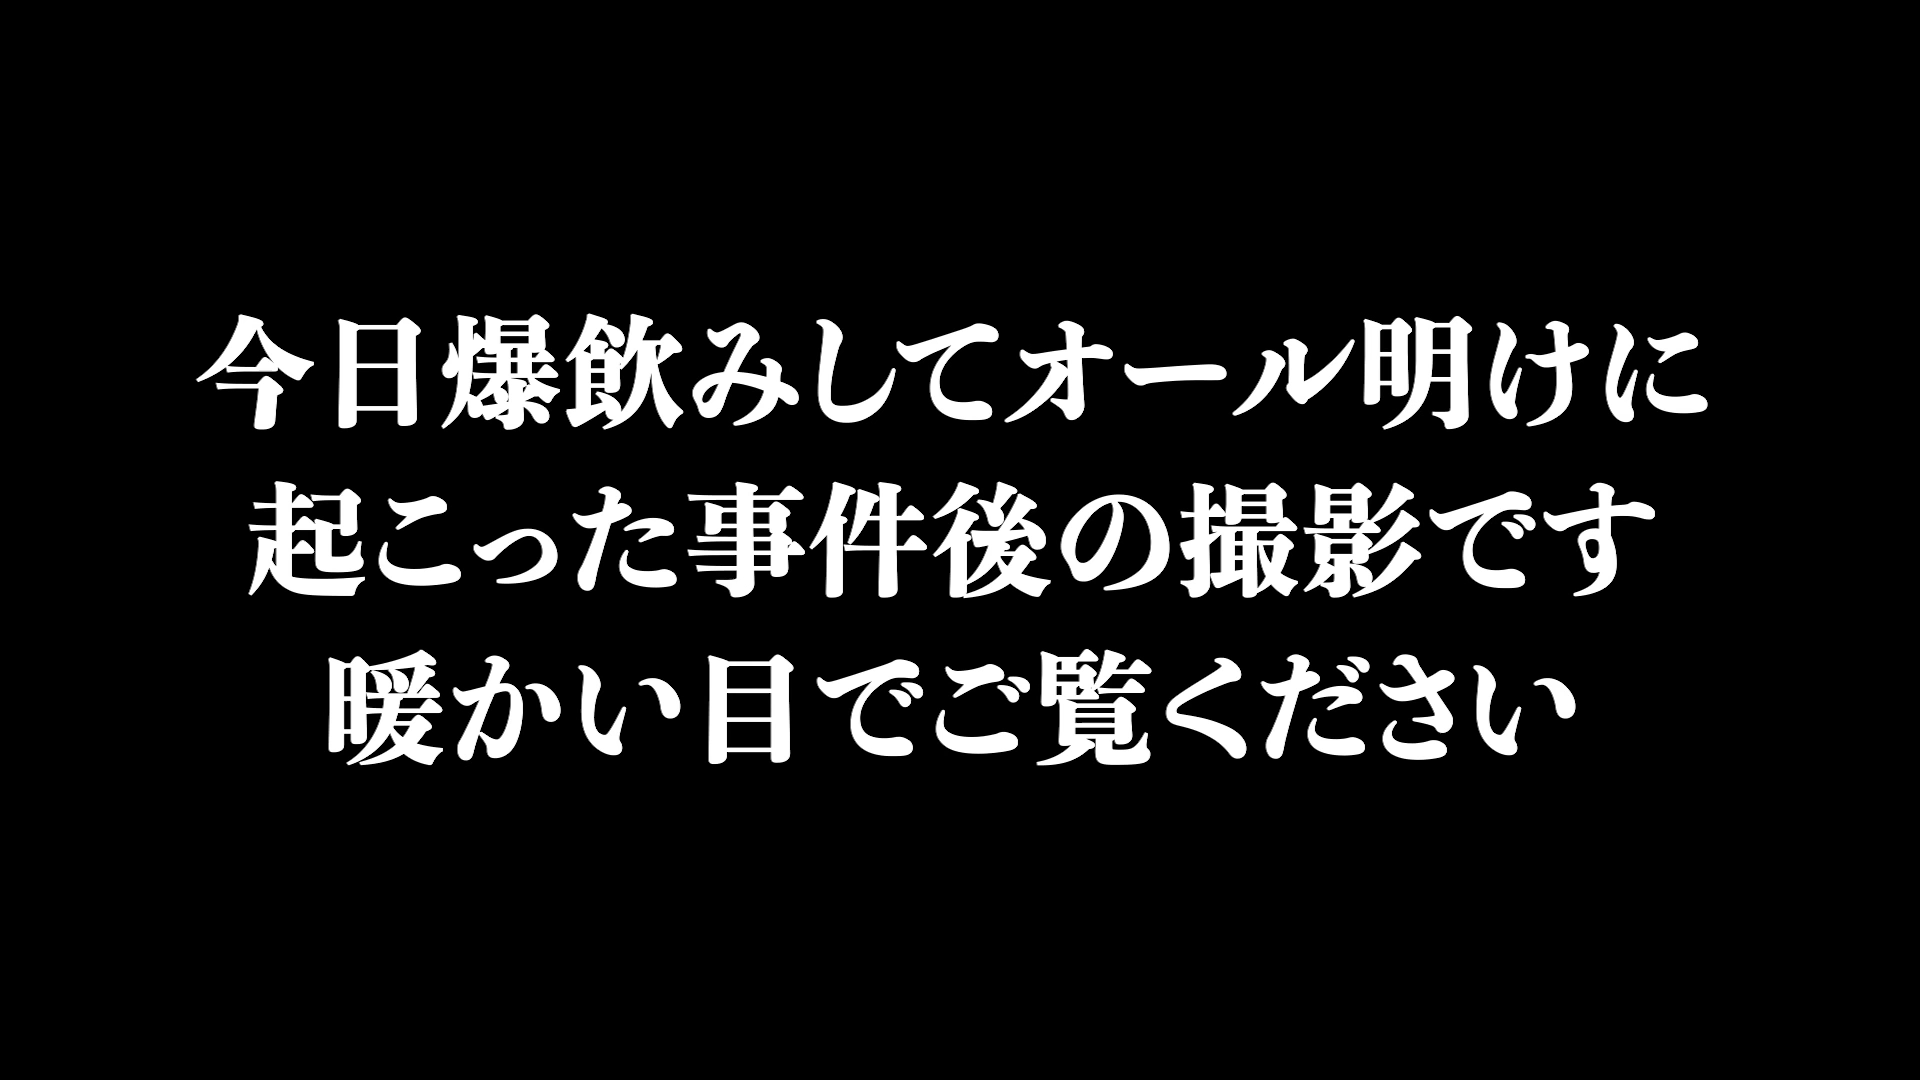 今日爆飲みしてオール明けに
起こった事件後の撮影です
暖かい目でご覧ください